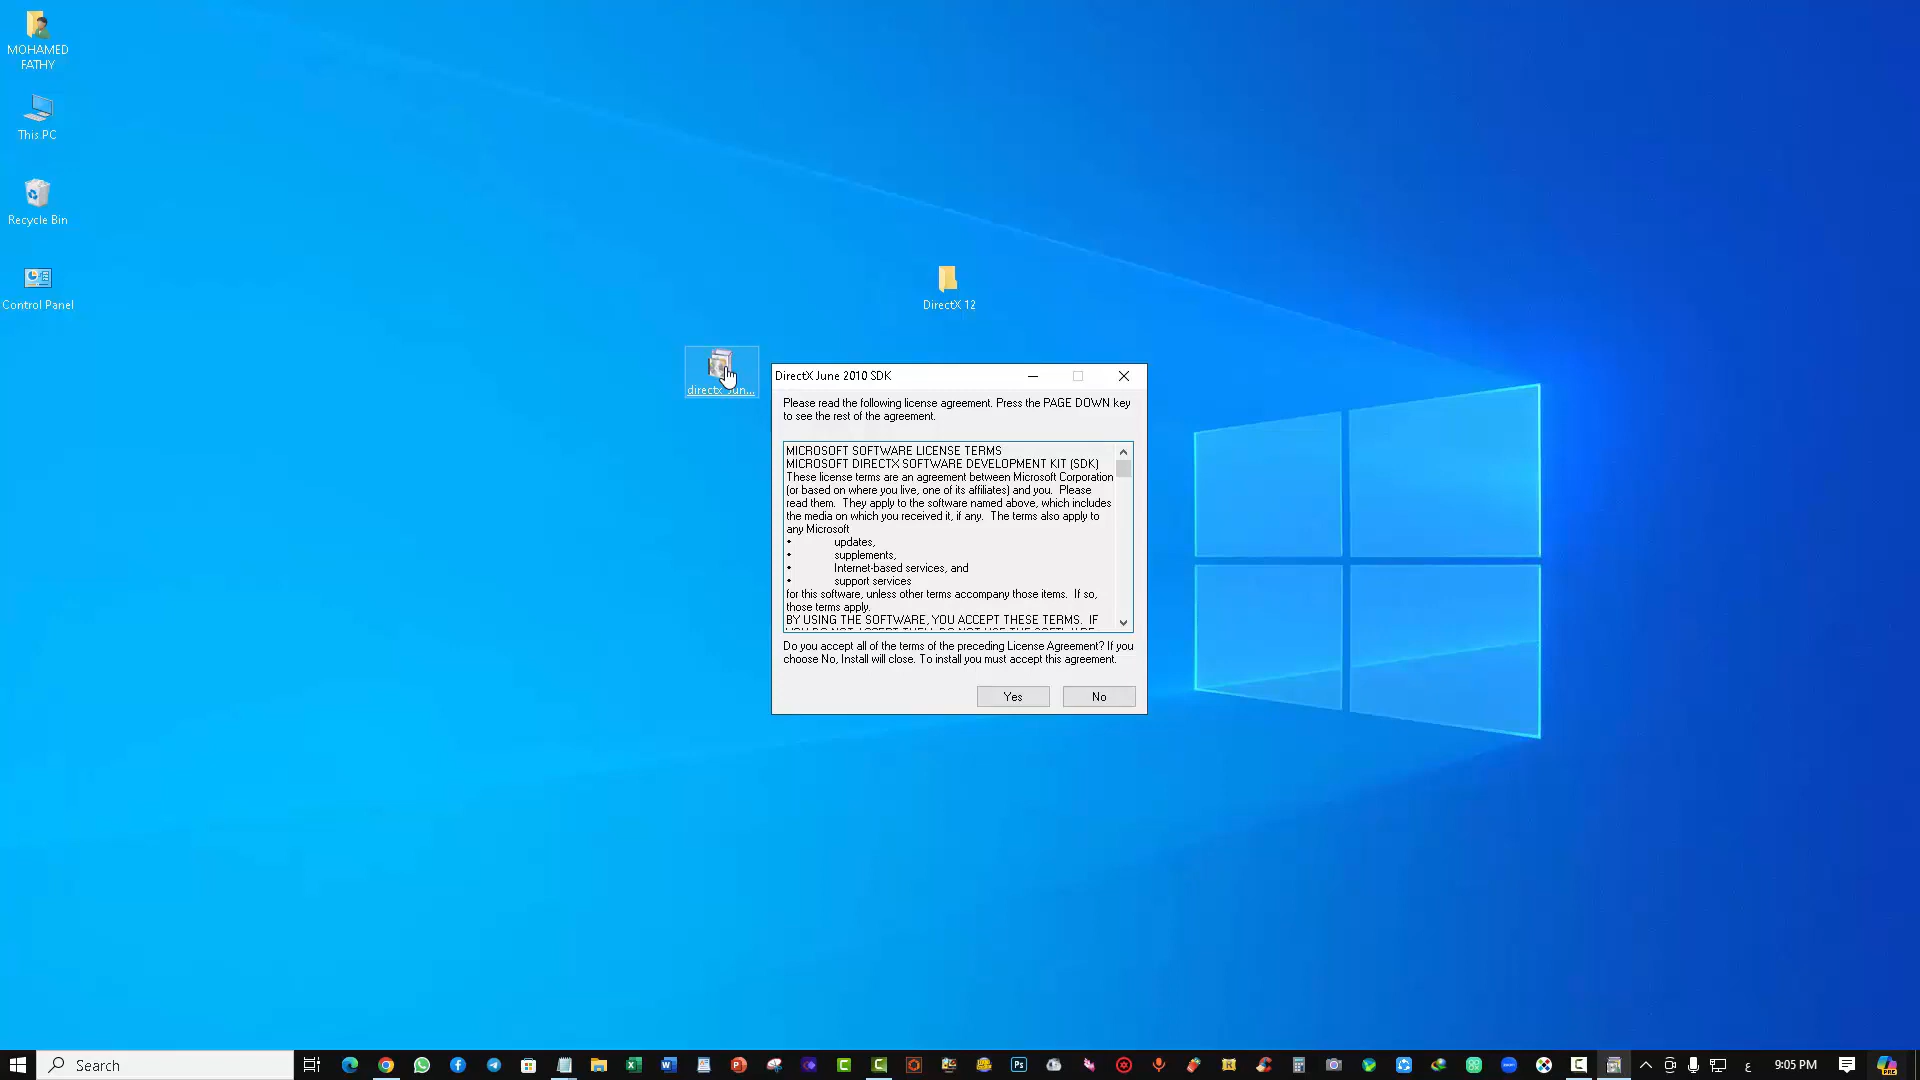 MOHAMED
FATHY
This PC
Recycle Bin
Control Panel
DirectX 12
DirectX June 2010 SDK
Please read the following license agreement. Press the PAGE DOWN key
to see the rest of the agreement.
MICROSOFT SOFTWARE LICENSE TERMS
MICROSOFT DIRECTX SOFTWARE DEVELOPMENT KIT (SDK)
These license terms are an agreement between Microsoft Corporation
(or based on where you live, one of its affiliates) and you. Please
read them. They apply to the software named above, which includes
the media on which you received it, if any. The terms also apply to
any Microsoft
• updates,
• supplements,
• Internet-based services, and
• support services
for this software, unless other terms accompany those items. If so,
those terms apply.
BY USING THE SOFTWARE, YOU ACCEPT THESE TERMS. IF
Do you accept all of the terms of the preceding License Agreement? If you
choose No, Install will close. To install you must accept this agreement.
Yes
No
Search
ع
9:05 PM